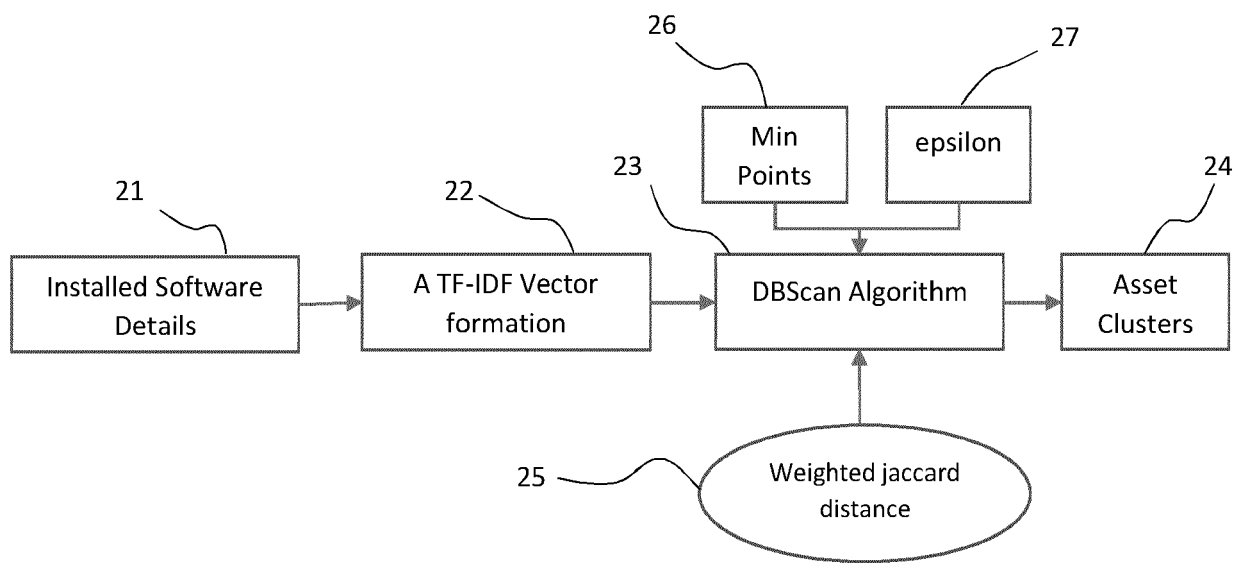 26
27
Min
Points
epsilon
21
22
23
24
Installed Software
Details
A TF-IDF Vector
formation
DBScan Algorithm
Asset
Clusters
25
Weighted jaccard
distance